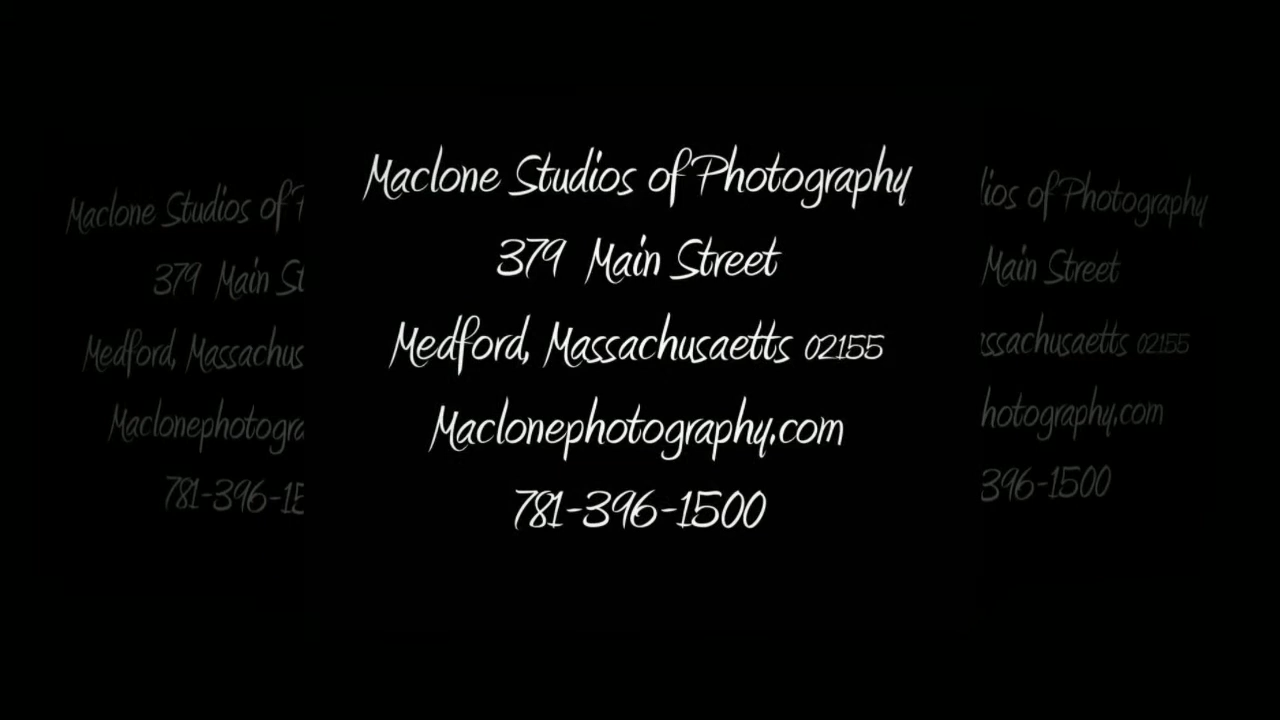 Maclone Studios of Photography
379 Main Street
Medford, Massachusaetts 02155
Maclonephotography.com
781-396-1500